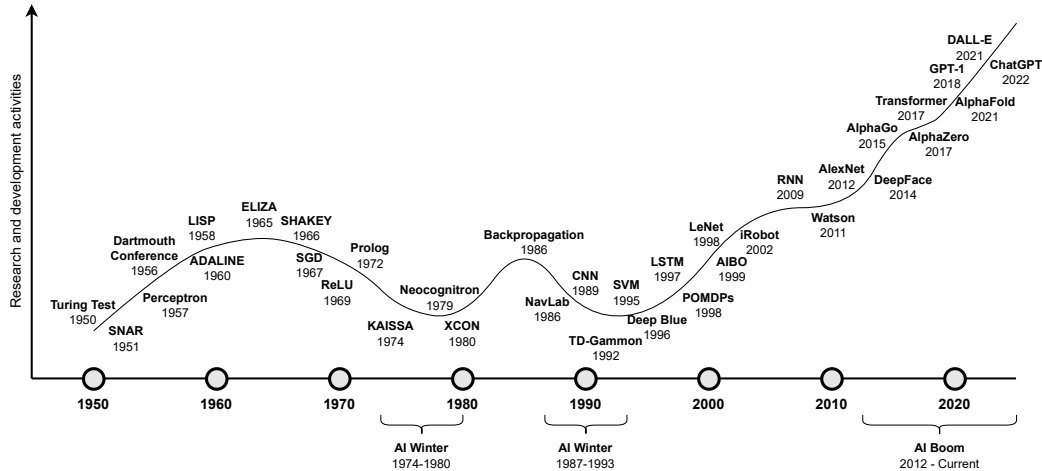 Research and development activities
Turing Test
1950
SNAR
1951
Dartmouth
Conference
1956
Perceptron
1957
LISP
1958
ADALINE
1960
ELIZA
1965
SHAKEY
1966
SGD
1967
ReLU
1969
Prolog
1972
KAISSA
1974
Neocognitron
1979
XCON
1980
Backpropagation
1986
NavLab
1986
CNN
1989
TD-Gammon
1992
SVM
1995
Deep Blue
1996
LSTM
1997
POMDPs
1998
LeNet
1998
AIBO
1999
iRobot
2002
RNN
2009
Watson
2011
AlexNet
2012
DeepFace
2014
AlphaGo
2015
AlphaZero
2017
Transformer
2017
GPT-1
2018
AlphaFold
2021
DALL-E
2021
ChatGPT
2022
1950 1960 1970 1980 1990 2000 2010 2020
AI Winter
1974-1980
AI Winter
1987-1993
AI Boom
2012 - Current